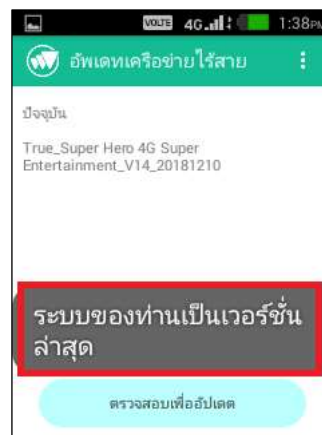 VOLTE 4G 1:38PM
อัพเดทเครือข่ายไร้สาย
ปัจจุบัน
True_Super Hero 4G Super
Entertainment_V14_20181210
ระบบของท่านเป็นเวอร์ชั่น
ล่าสุด
ตรวจสอบเพื่ออัปเดต